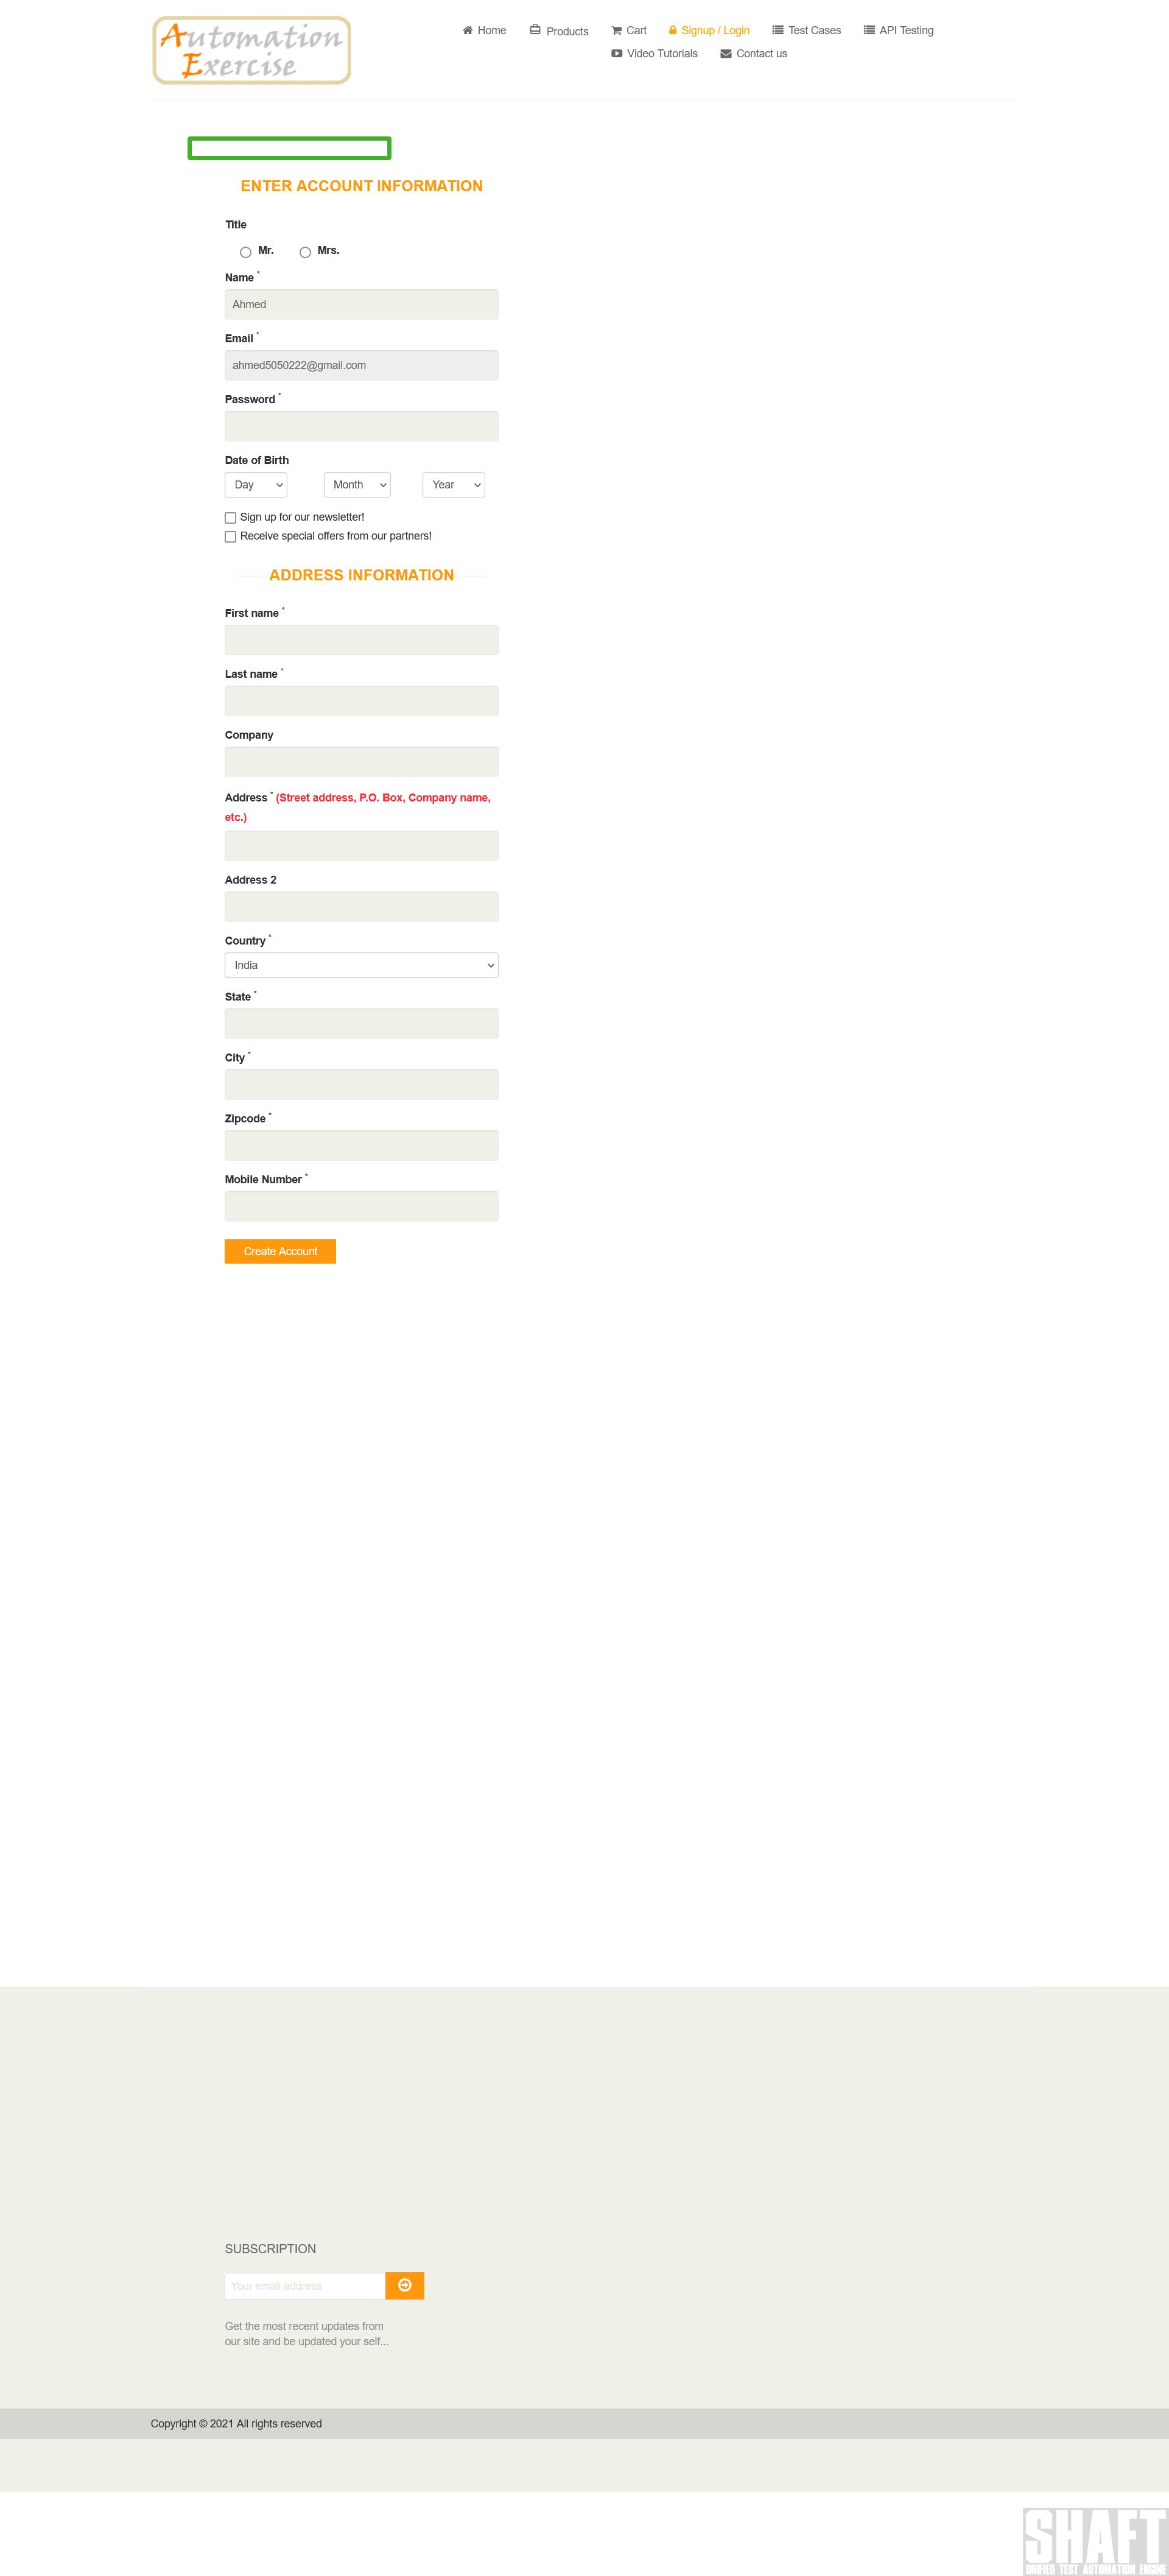 Automation
Exercise
Home Products Cart Signup / Login Test Cases API Testing
Video Tutorials Contact us
ENTER ACCOUNT INFORMATION
Title
Mr. Mrs.
Name *
Ahmed
Email *
ahmed5050222@gmail.com
Password *
Date of Birth
Day Month Year
Sign up for our newsletter!
Receive special offers from our partners!
ADDRESS INFORMATION
First name *
Last name *
Company
Address * (Street address, P.O. Box, Company name,
etc.)
Address 2
Country *
India
State *
City *
Zipcode *
Mobile Number *
Create Account
SUBSCRIPTION
Your email address
Get the most recent updates from
our site and be updated your self...
Copyright © 2021 All rights reserved
SHAFT
UNIFIED TEST AUTOMATION ENGINE